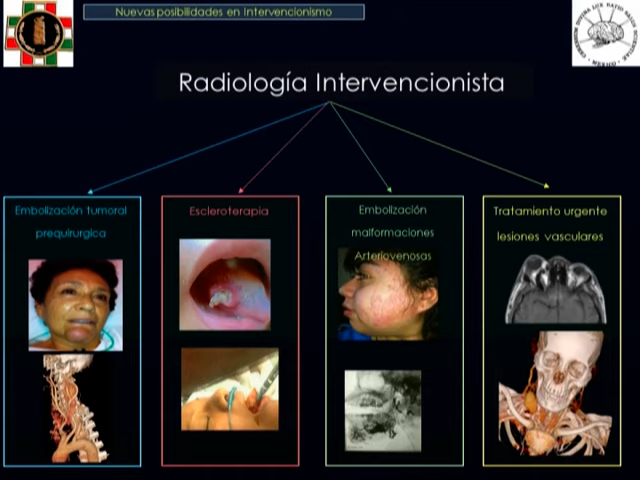 Nuevas posibilidades en Intervencionismo
Radiología Intervencionista
Embolización tumoral
prequirurgica
Escleroterapia
Embolización
malformaciones
Arteriovenosas
Tratamiento urgente
lesiones vasculares